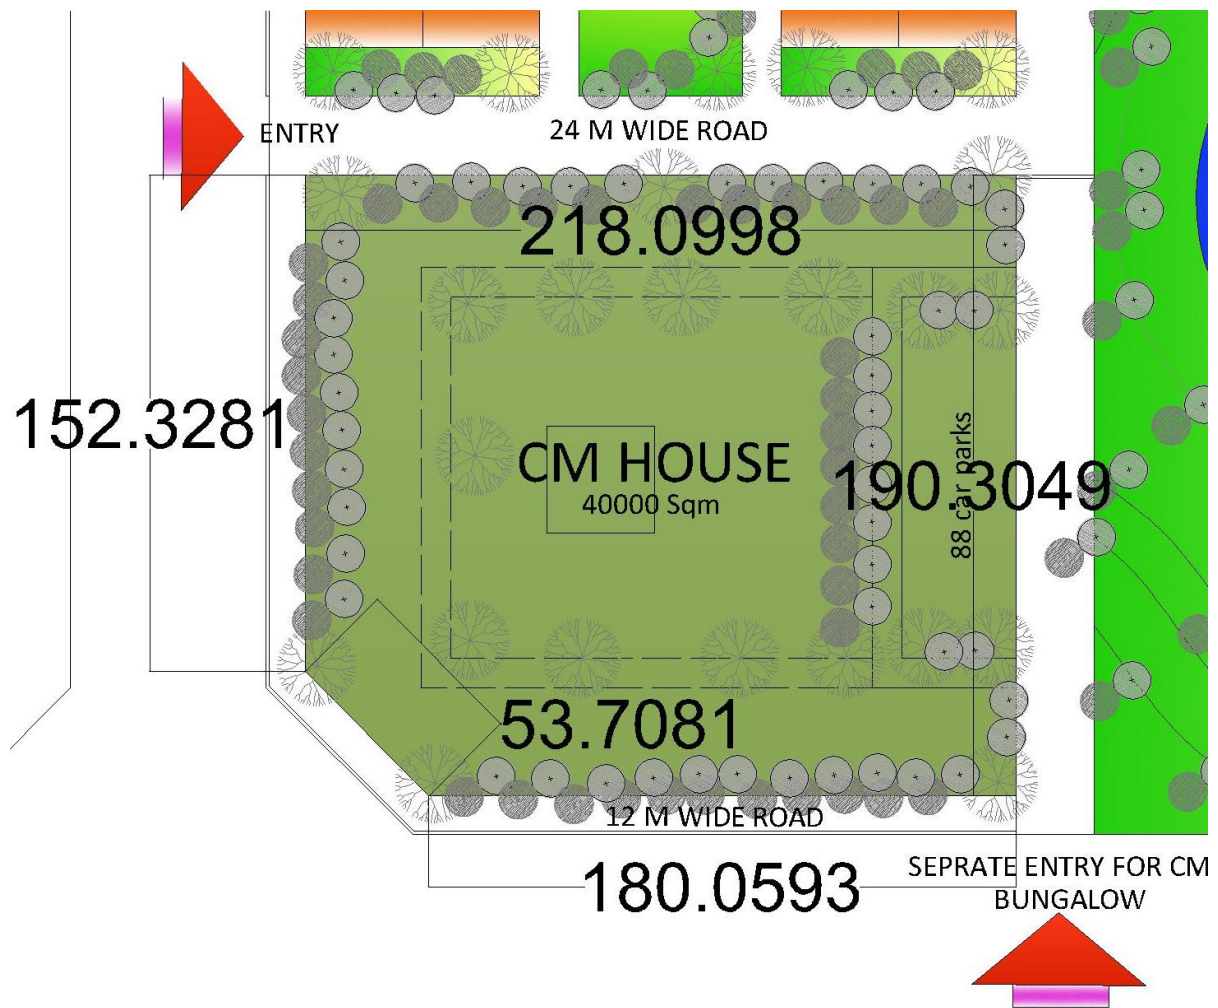 ENTRY
24 M WIDE ROAD
218.0998
152.3281
CM HOUSE
40000 Sqm
190.3049
88 car parks
53.7081
12 M WIDE ROAD
180.0593
SEPRATE ENTRY FOR CM
BUNGALOW